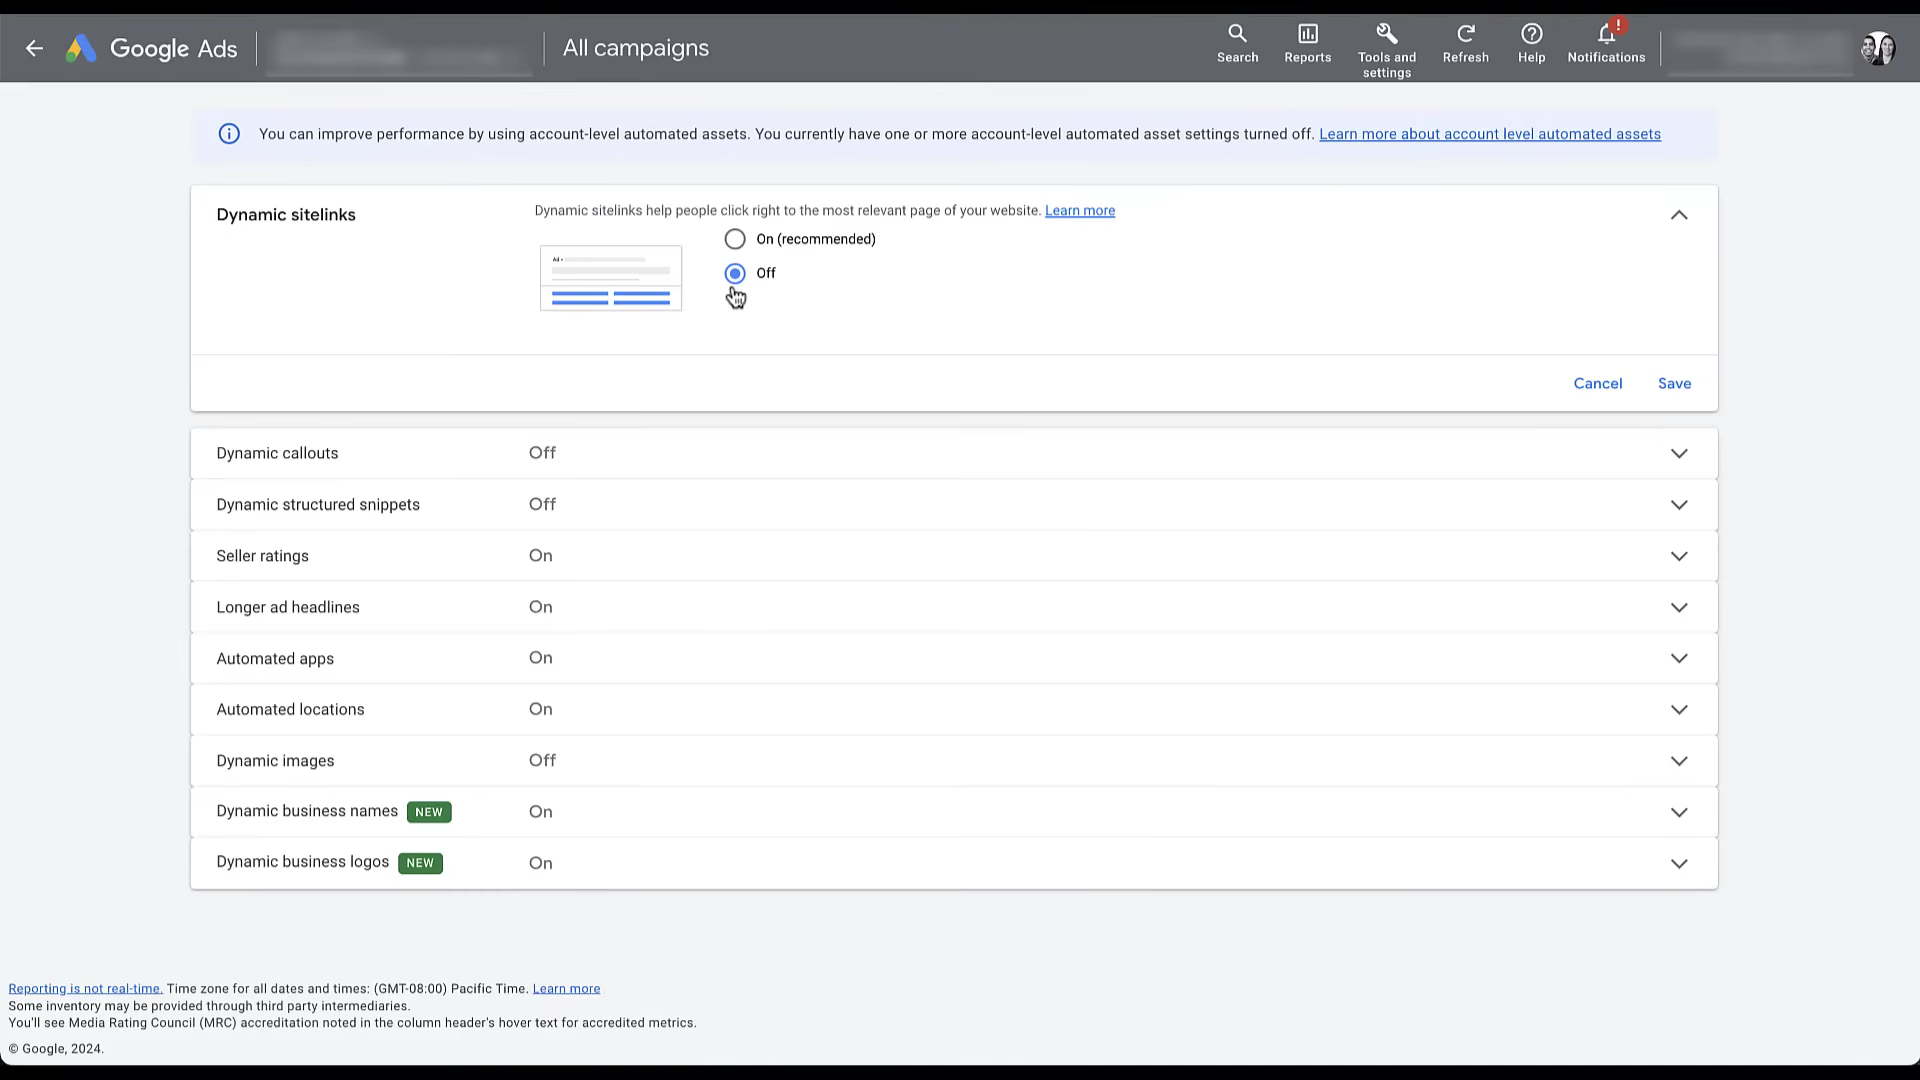 Google Ads
All campaigns
Search
Reports
Tools and
settings
Refresh
Help
!
Notifications
You can improve performance by using account-level automated assets. You currently have one or more account-level automated asset settings turned off. Learn more about account level automated assets
Dynamic sitelinks
Dynamic sitelinks help people click right to the most relevant page of your website. Learn more
On (recommended)
Ad
Off
Cancel
Save
Dynamic callouts Off
Dynamic structured snippets Off
Seller ratings On
Longer ad headlines On
Automated apps On
Automated locations On
Dynamic images Off
Dynamic business names NEW On
Dynamic business logos NEW On
Reporting is not real-time. Time zone for all dates and times: (GMT-08:00) Pacific Time. Learn more
Some inventory may be provided through third party intermediaries.
You'll see Media Rating Council (MRC) accreditation noted in the column header's hover text for accredited metrics.
© Google, 2024.